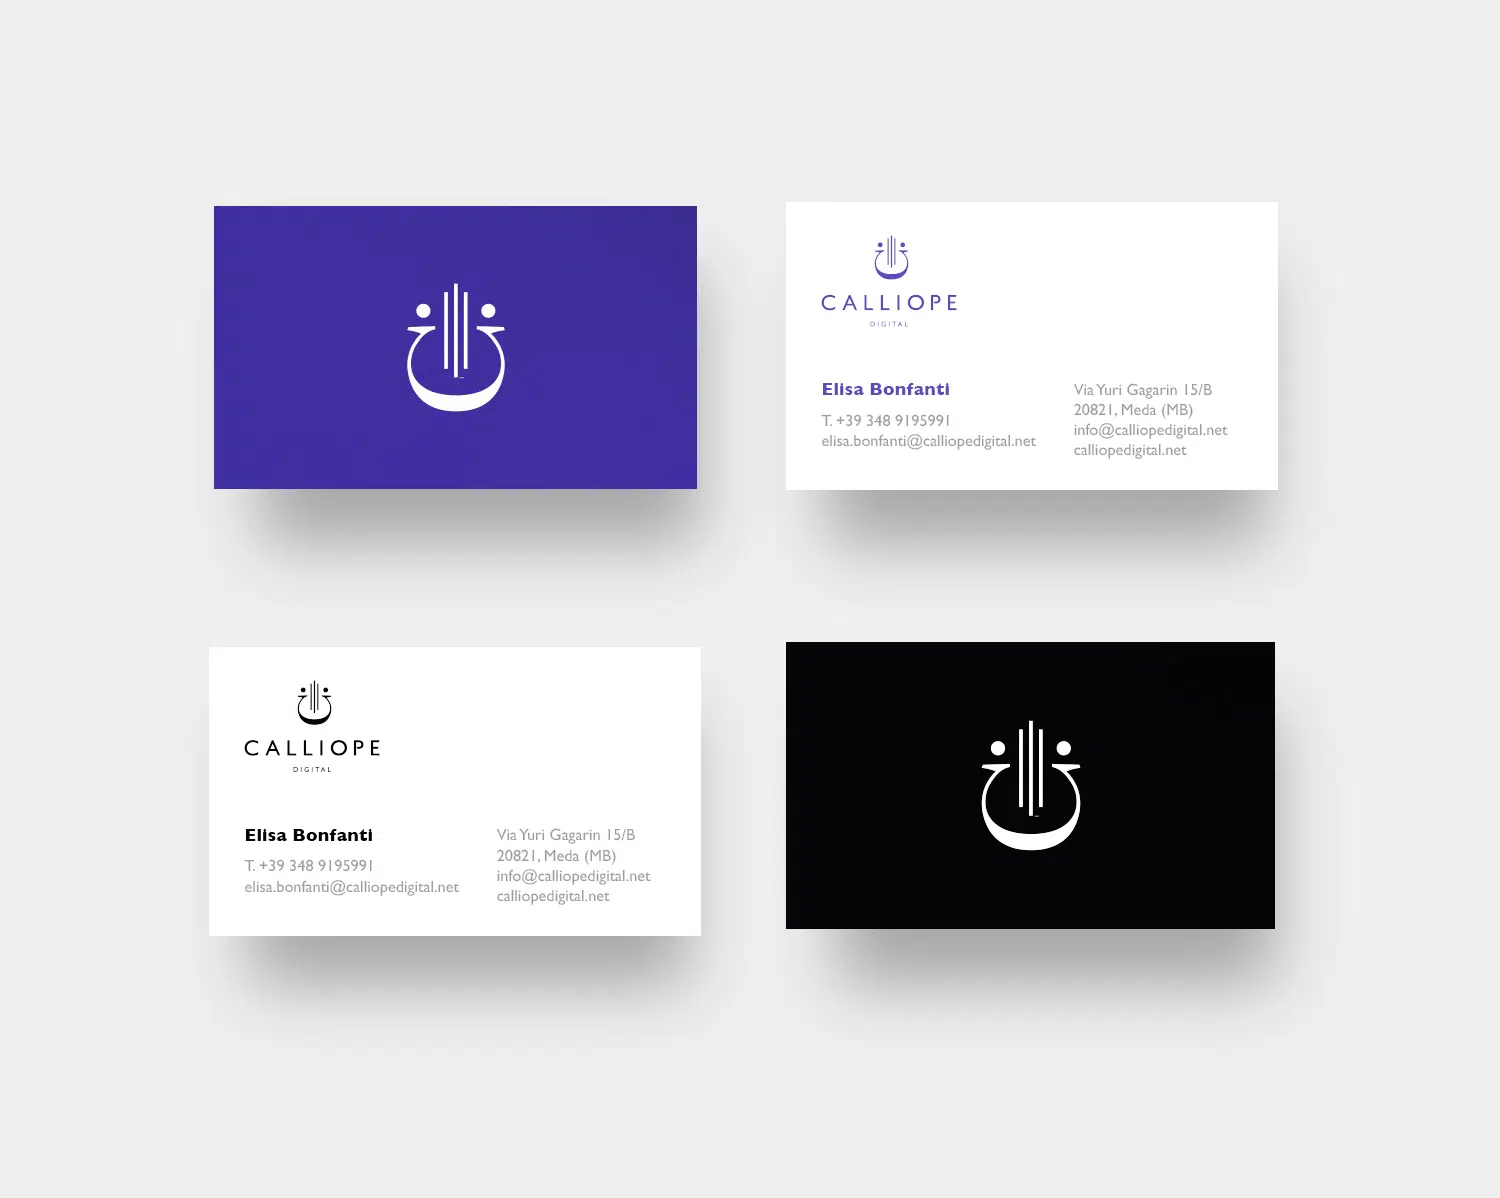 CALLIOPE
DIGITAL
Elisa Bonfanti
T. +39 348 9195991
elisa.bonfanti@calliopedigital.net
Via Yuri Gagarin 15/B
20821, Meda (MB)
info@calliopedigital.net
calliopedigital.net
CALLIOPE
DIGITAL
Elisa Bonfanti
T. +39 348 9195991
elisa.bonfanti@calliopedigital.net
Via Yuri Gagarin 15/B
20821, Meda (MB)
info@calliopedigital.net
calliopedigital.net